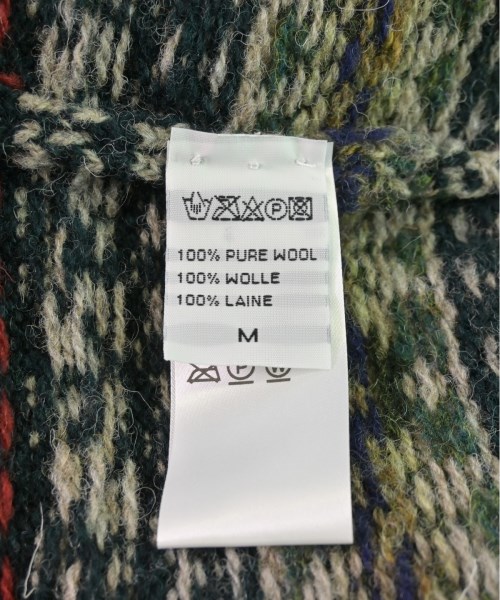 P
100% PURE WOOL
100% WOLLE
100% LAINE
M
P W